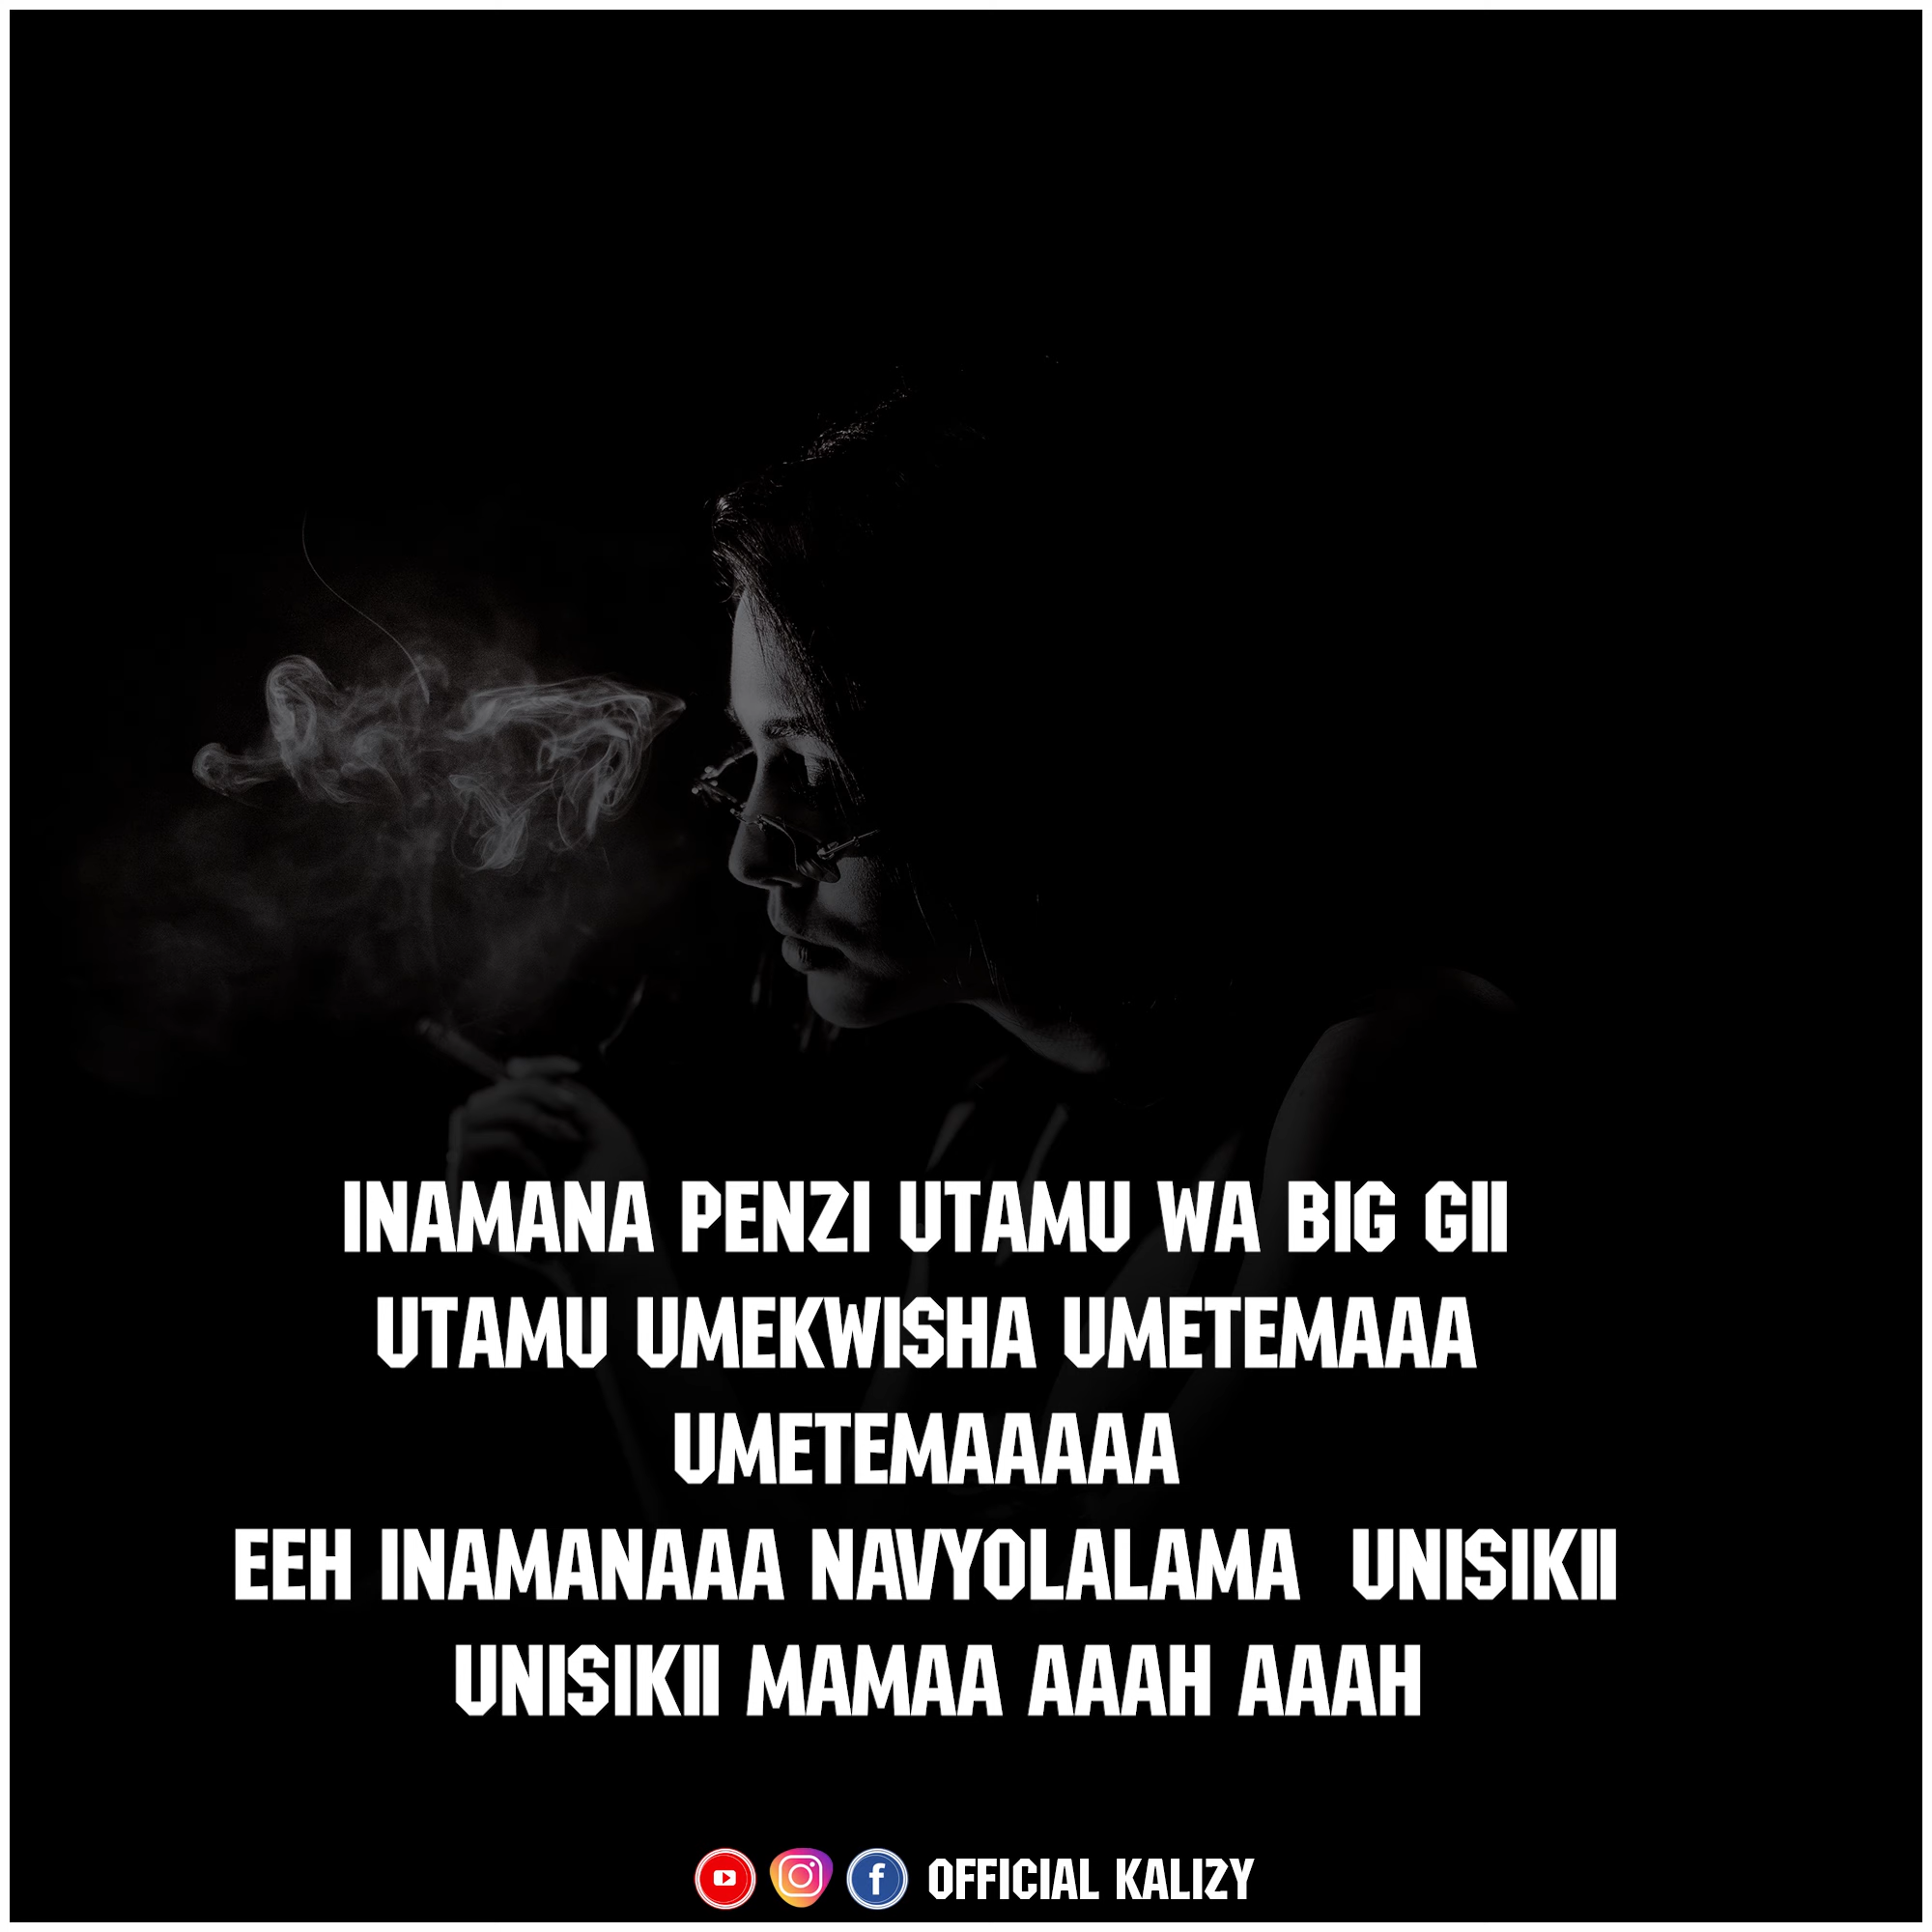 INAMANA PENZI UTAMU WA BIG GII
UTAMU UMEKWISHA UMETEMAAA
UMETEMAAAAA
EEH INAMANAAA NAVYOLALAMA UNISIKII
UNISIKII MAMAA AAAH AAAH
OFFICIAL KALIZY